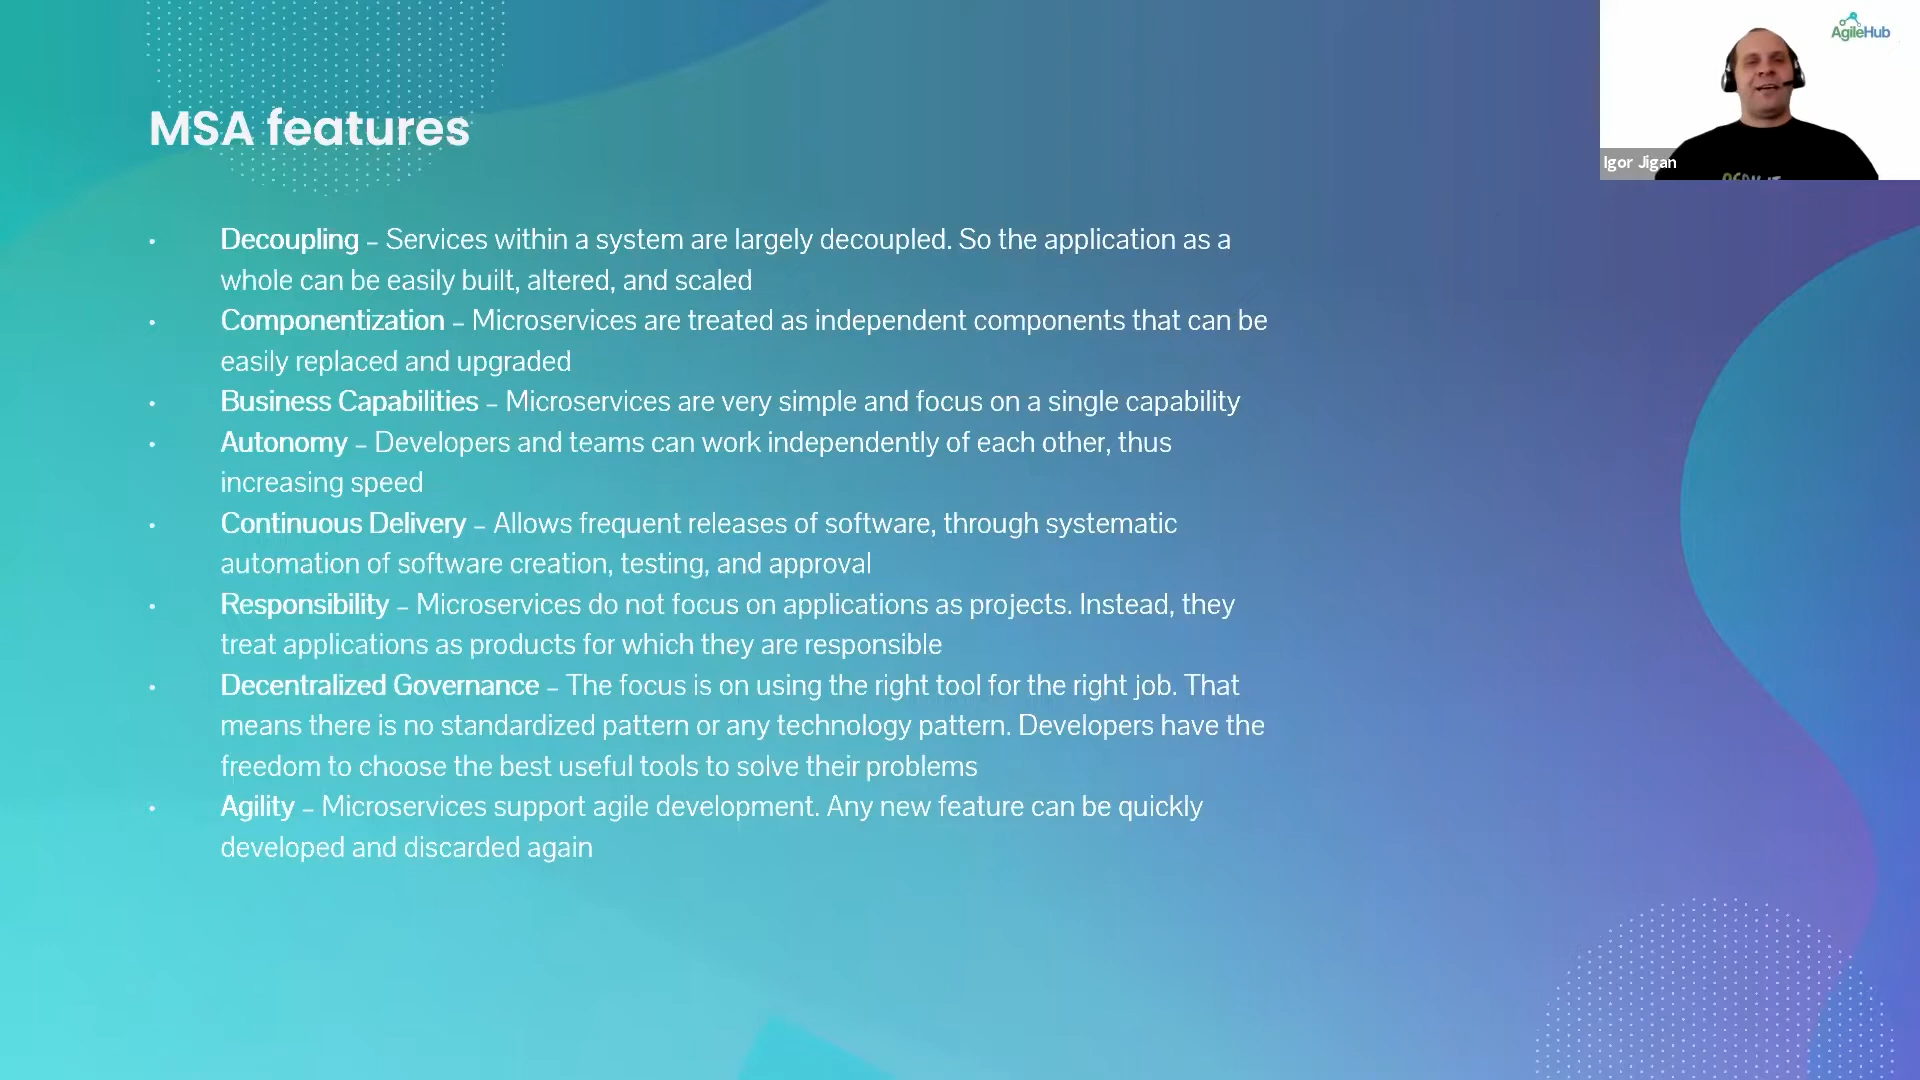 AgileHub
MSA features
Igor Jigan
• Decoupling – Services within a system are largely decoupled. So the application as a
whole can be easily built, altered, and scaled
• Componentization – Microservices are treated as independent components that can be
easily replaced and upgraded
• Business Capabilities – Microservices are very simple and focus on a single capability
• Autonomy – Developers and teams can work independently of each other, thus
increasing speed
• Continuous Delivery – Allows frequent releases of software, through systematic
automation of software creation, testing, and approval
• Responsibility – Microservices do not focus on applications as projects. Instead, they
treat applications as products for which they are responsible
• Decentralized Governance – The focus is on using the right tool for the right job. That
means there is no standardized pattern or any technology pattern. Developers have the
freedom to choose the best useful tools to solve their problems
• Agility – Microservices support agile development. Any new feature can be quickly
developed and discarded again